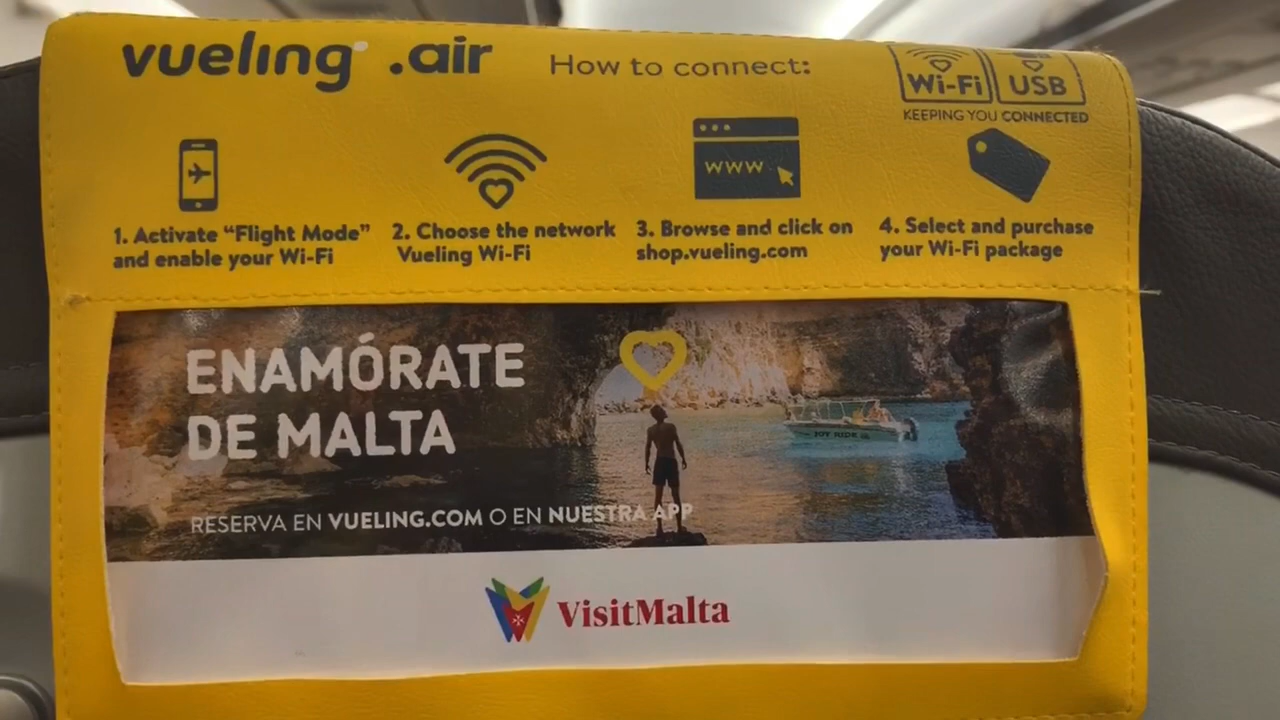 vueling .air
How to connect:
Wi-Fi
USB
KEEPING YOU CONNECTED
www
1. Activate “Flight Mode”
and enable your Wi-Fi
2. Choose the network
Vueling Wi-Fi
3. Browse and click on
shop.vueling.com
4. Select and purchase
your Wi-Fi package
ENAMÓRATE
DE MALTA
JOY RIDE
RESERVA EN VUELING.COM O EN NUESTRA APP
VisitMalta